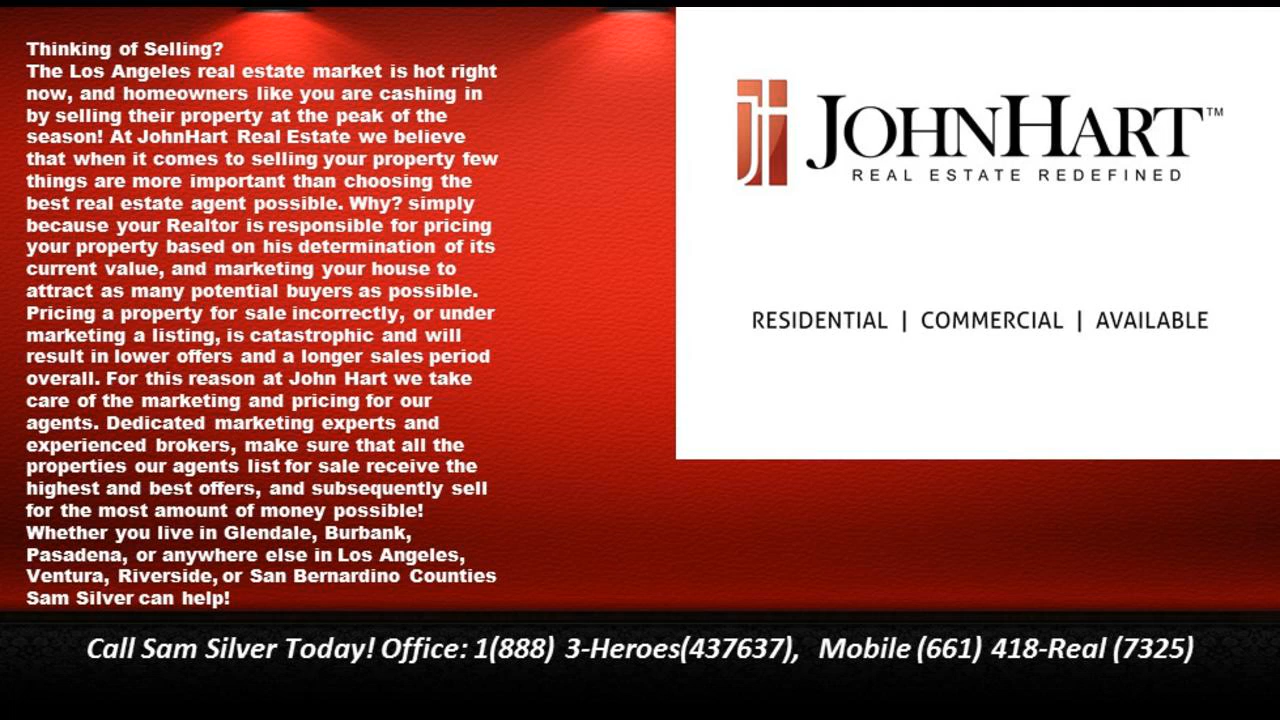 Thinking of Selling?
The Los Angeles real estate market is hot right
now, and homeowners like you are cashing in
by selling their property at the peak of the
season! At JohnHart Real Estate we believe
that when it comes to selling your property few
things are more important than choosing the
best real estate agent possible. Why? simply
because your Realtor is responsible for pricing
your property based on his determination of its
current value, and marketing your house to
attract as many potential buyers as possible.
Pricing a property for sale incorrectly, or under
marketing a listing, is catastrophic and will
result in lower offers and a longer sales period
overall. For this reason at John Hart we take
care of the marketing and pricing for our
agents. Dedicated marketing experts and
experienced brokers, make sure that all the
properties our agents list for sale receive the
highest and best offers, and subsequently sell
for the most amount of money possible!
Whether you live in Glendale, Burbank,
Pasadena, or anywhere else in Los Angeles,
Ventura, Riverside, or San Bernardino Counties
Sam Silver can help!
JOHNHART™
REAL ESTATE REDEFINED
RESIDENTIAL | COMMERCIAL | AVAILABLE
Call Sam Silver Today! Office: 1(888) 3-Heroes(437637), Mobile (661) 418-Real (7325)